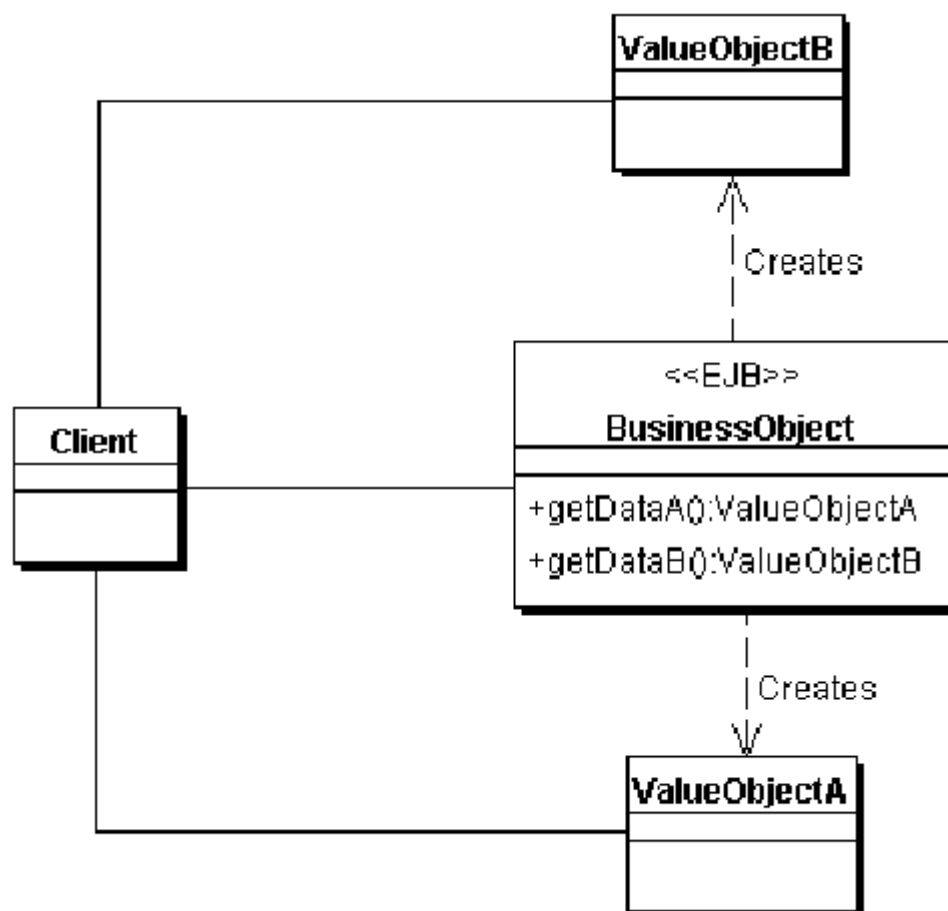 ValueObjectB
Creates
<<EJB>>
BusinessObject
Client
+getDataA():ValueObjectA
+getDataB():ValueObjectB
Creates
ValueObjectA